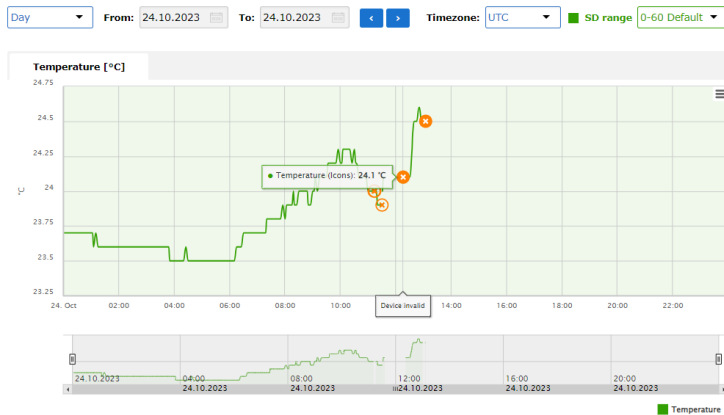 Day From: 24.10.2023 To: 24.10.2023 Timezone: UTC SD range 0-60 Default
Temperature [°C]
24.75
24.5
24.25
Temperature (Icons): 24.1 °C
24
°C
23.75
23.5
23.25
24. Oct 02:00 04:00 06:00 08:00 10:00 Device invalid 14:00 16:00 18:00 20:00 22:00
04:00 08:00 12:00 16:00 20:00
24.10.2023 24.10.2023 24.10.2023 24.10.2023 24.10.2023 24.10.2023
Temperature